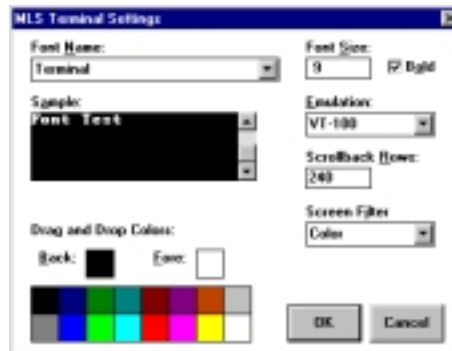 MLS Terminal Settings
Font Name:
Terminal
Font Size:
9
Bold
Sample:
Font Test
Emulation:
VT-100
Scrollback Rows:
240
Screen Filter
Color
Drag and Drop Colors:
Back:
Fore:
OK
Cancel